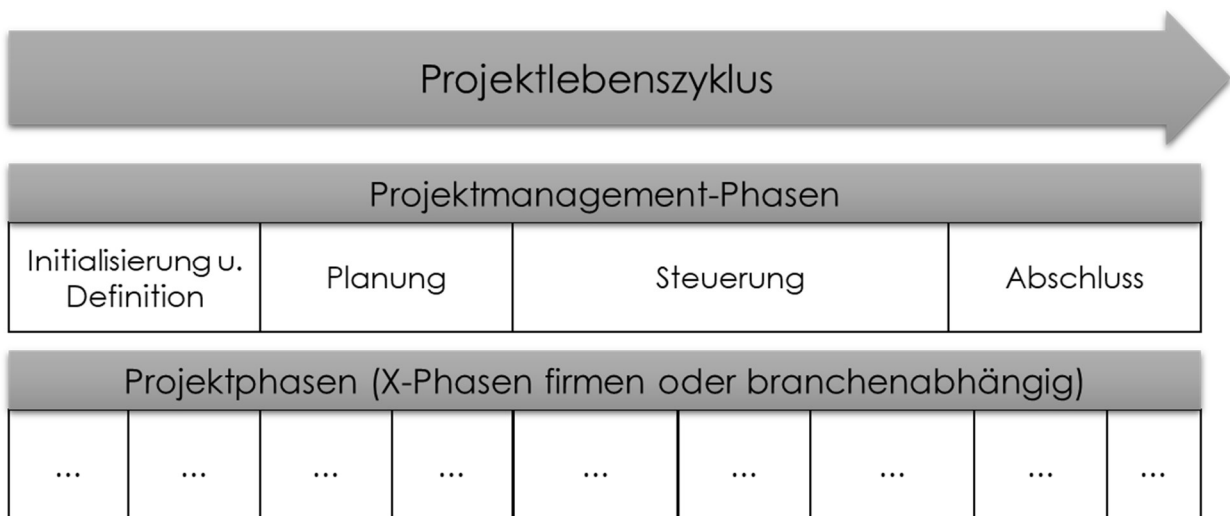 Projektlebenszyklus
Projektmanagement-Phasen
Initialisierung u.
Definition
Planung
Steuerung
Abschluss
Projektphasen (X-Phasen firmen oder branchenabhängig)
... ... ... ... ... ... ... ... ...